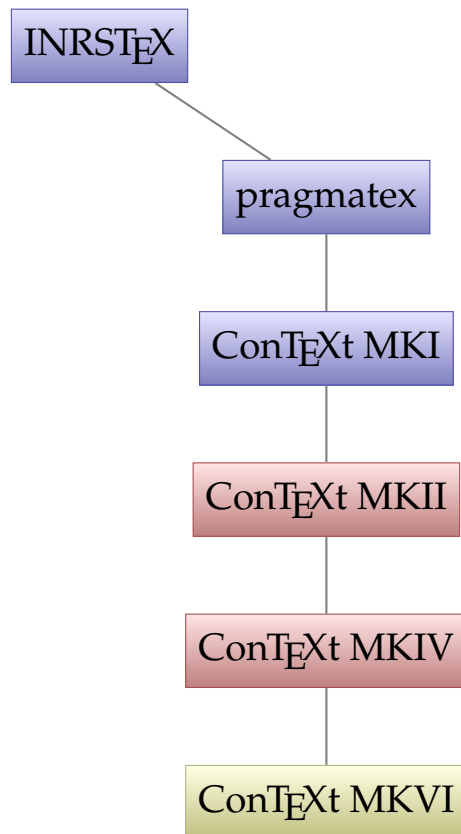 INRSTEX
pragmatex
ConTEXt MKI
ConTEXt MKII
ConTEXt MKIV
ConTEXt MKVI